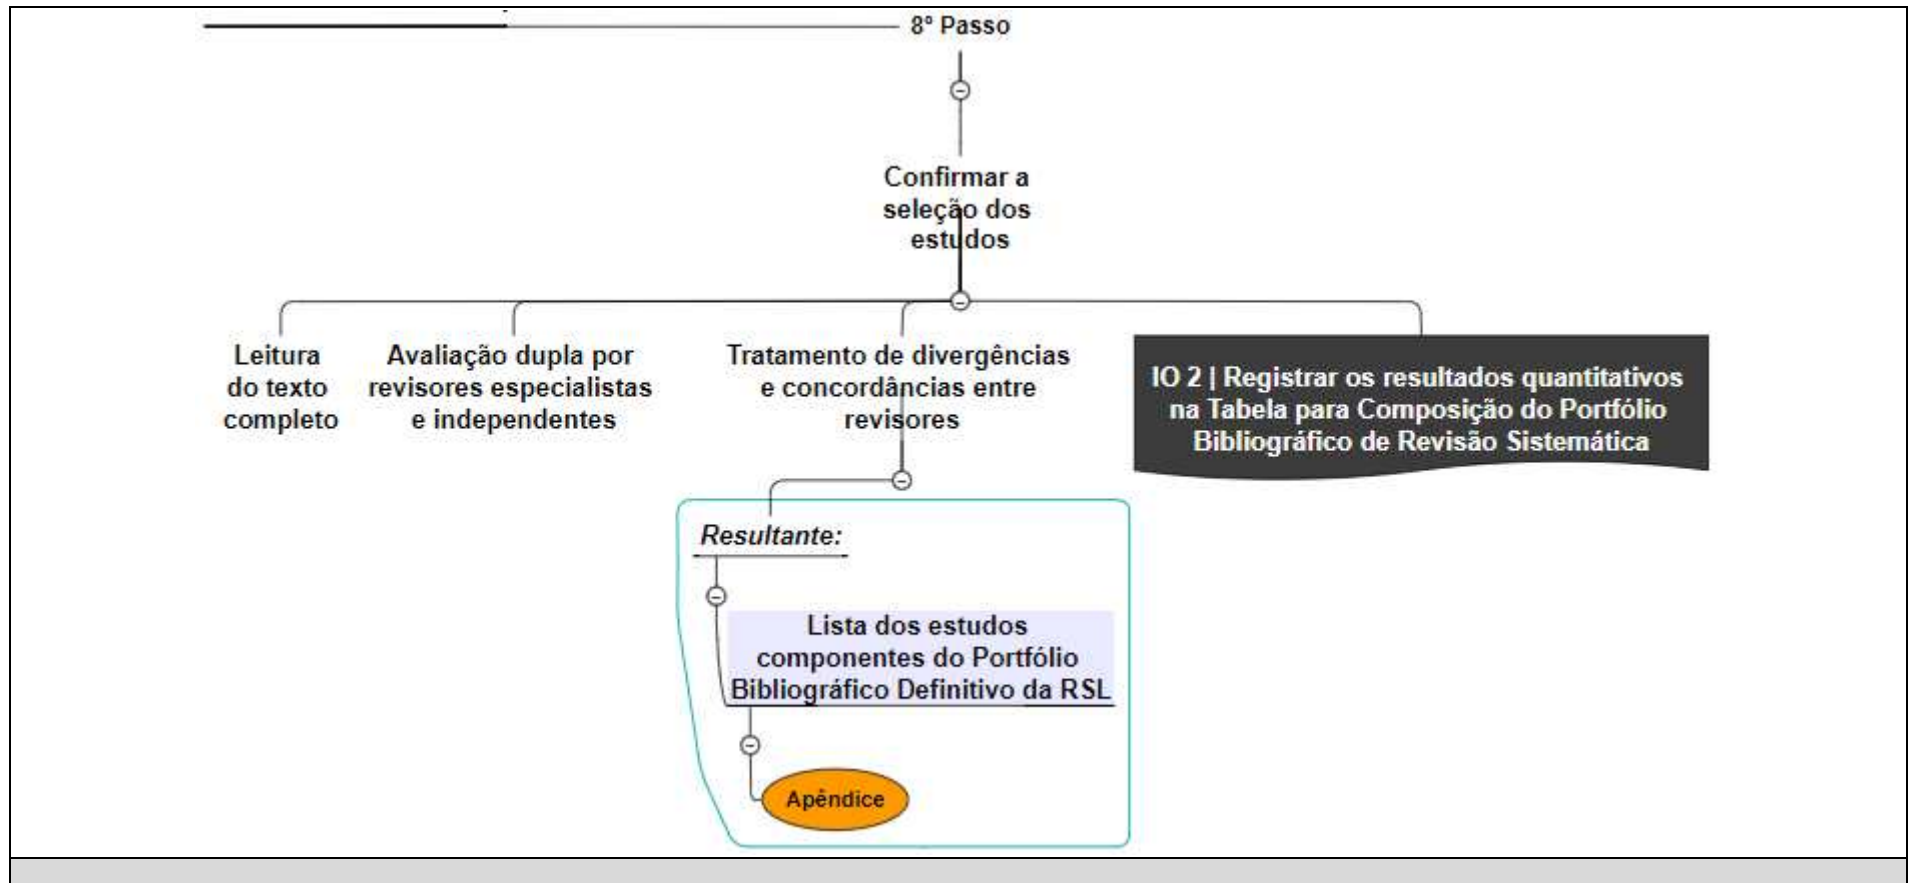 8º Passo
Confirmar a
seleção dos
estudos
Leitura
do texto
completo
Avaliação dupla por
revisores especialistas
e independentes
Tratamento de divergências
e concordâncias entre
revisores
IO 2 | Registrar os resultados quantitativos
na Tabela para Composição do Portfólio
Bibliográfico de Revisão Sistemática
Resultante:
Lista dos estudos
componentes do Portfólio
Bibliográfico Definitivo da RSL
Apêndice